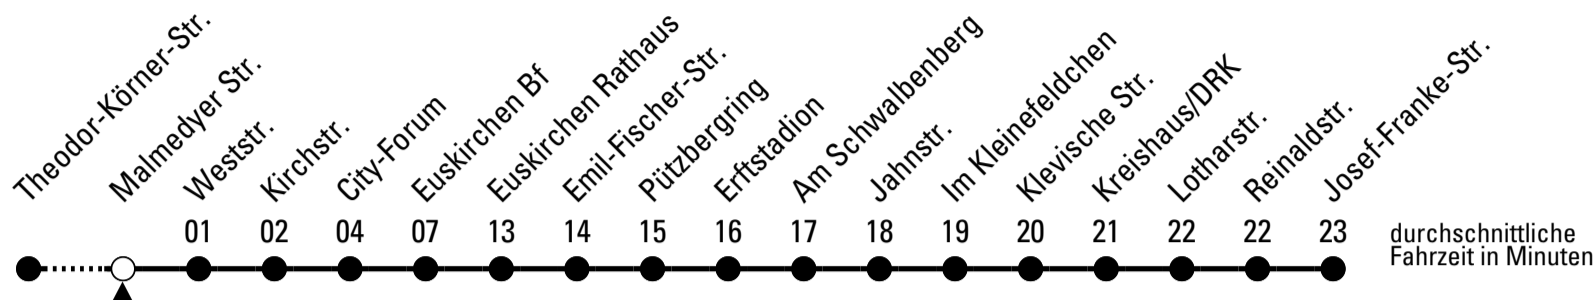 Theodor-Körner-Str.
Malmedyer Str.
Weststr.
Kirchstr.
City-Forum
Euskirchen Bf
Euskirchen Rathaus
Emil-Fischer-Str.
Pützbergring
Erftstadion
Am Schwalbenberg
Jahnstr.
Im Kleinefeldchen
Klevische Str.
Kreishaus/DRK
Lotharstr.
Reinaldstr.
Josef-Franke-Str.
01 02 04 07 13 14 15 16 17 18 19 20 21 22 22 23
durchschnittliche
Fahrzeit in Minuten